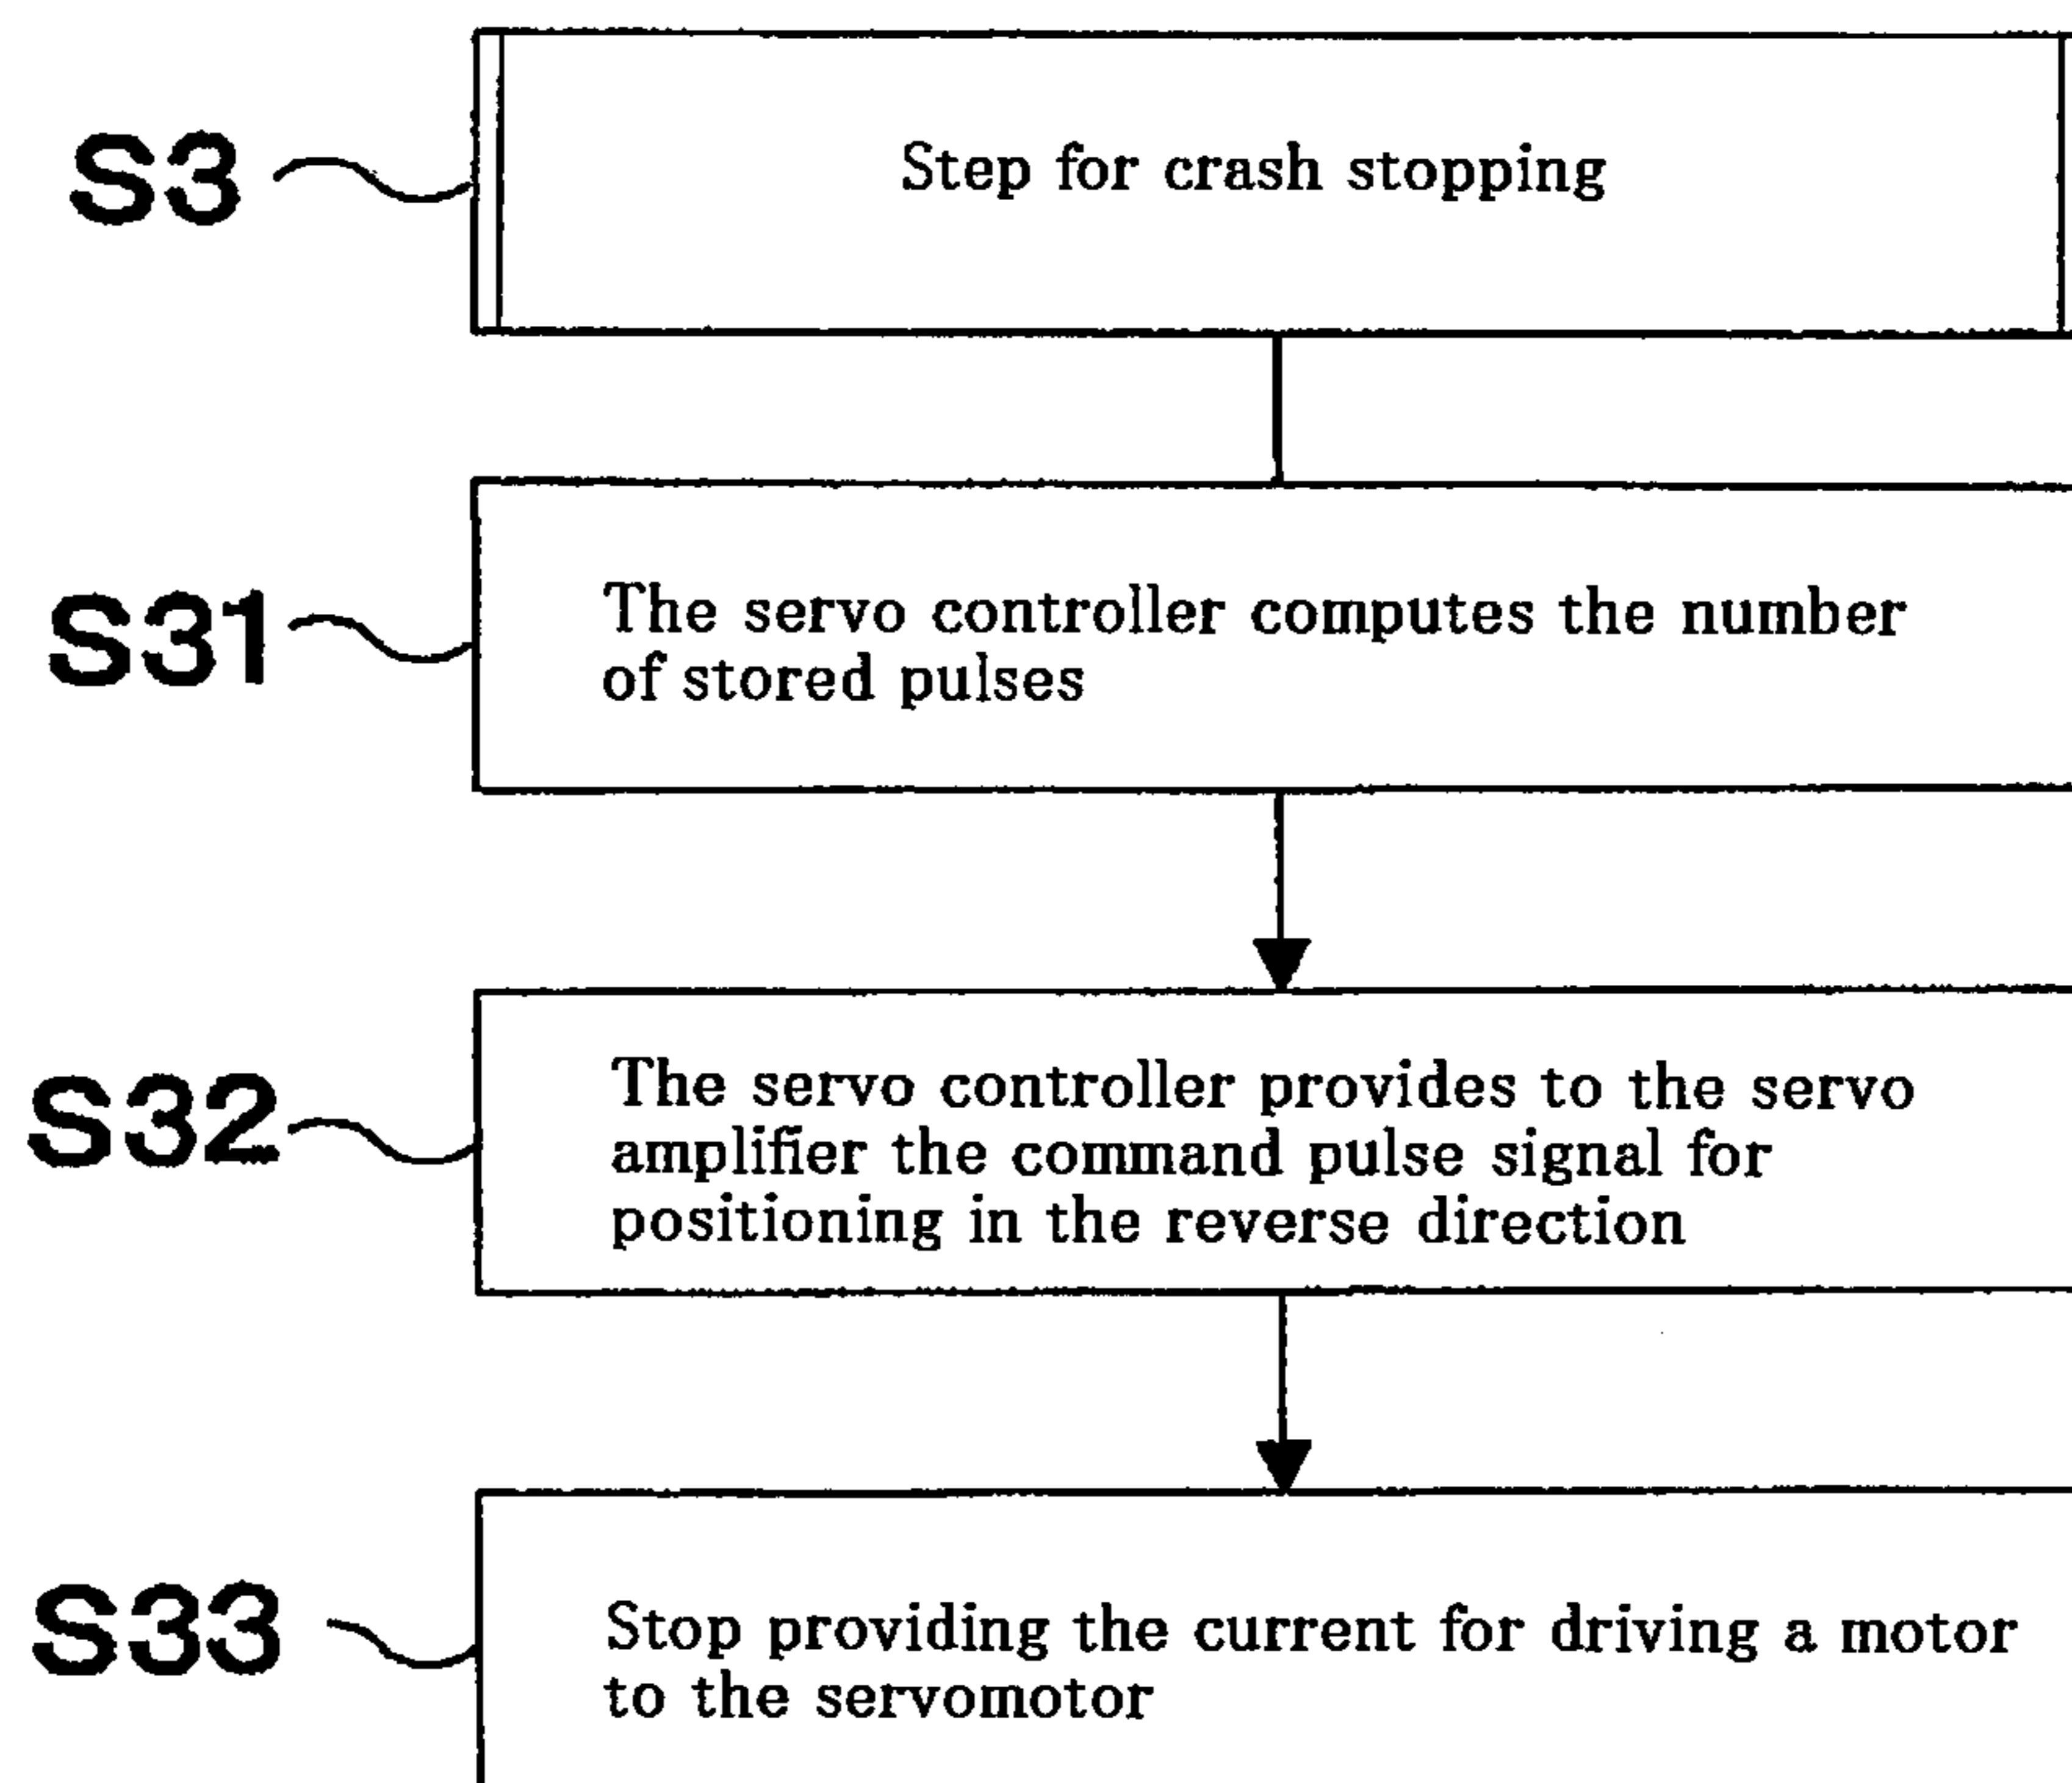 S3
Step for crash stopping
S31
The servo controller computes the number
of stored pulses
S32
The servo controller provides to the servo
amplifier the command pulse signal for
positioning in the reverse direction
S33
Stop providing the current for driving a motor
to the servomotor